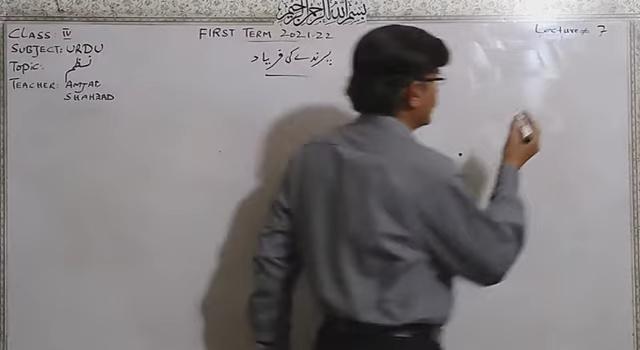 بسم اللہ الرحمن الرحیم
CLASS: IV
FIRST TERM 2021-22
Lecture # 7
SUBJECT: URDU
پرندے کی فریاد
Topic: نظم
TEACHER: AMJAD
SHAHZAD